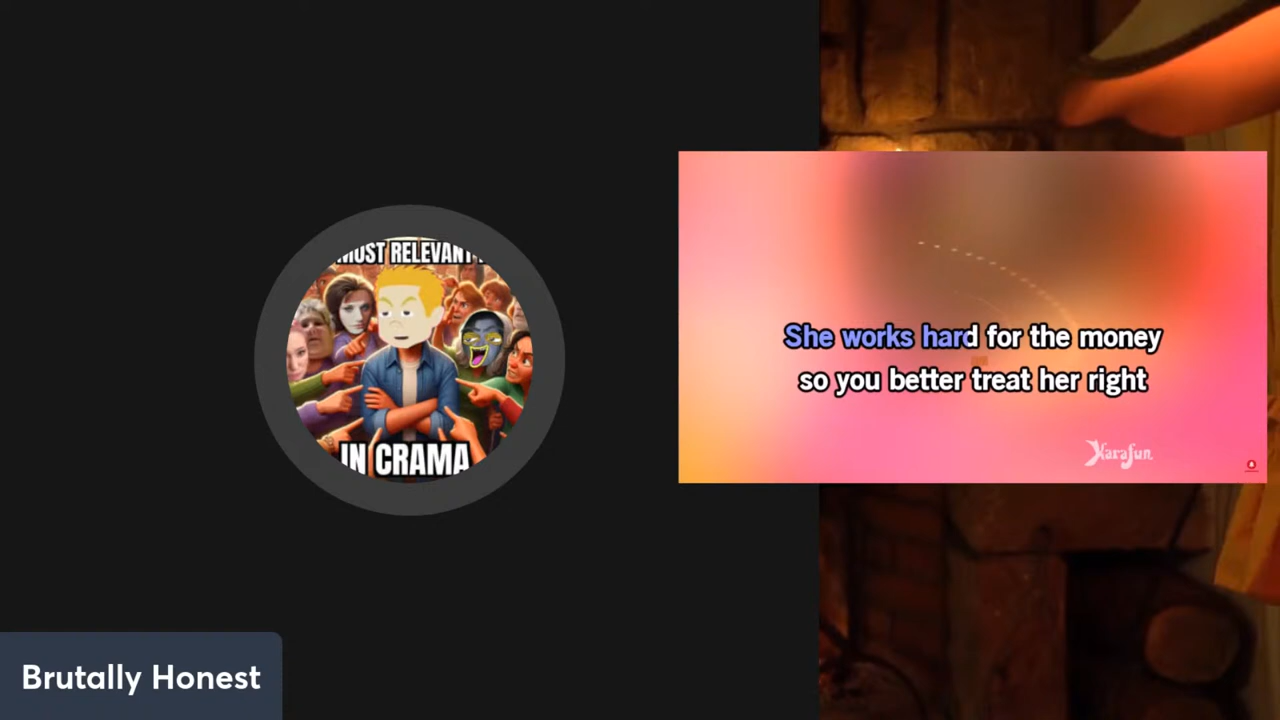 MOST RELEVANT
IN CRAMA
She works hard for the money
so you better treat her right
KaraFun
Brutally Honest